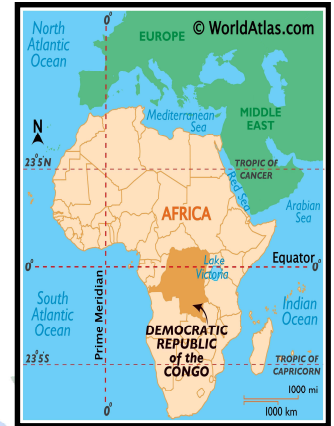 0°
North
Atlantic
Ocean
EUROPE
© WorldAtlas.com
Mediterranean
Sea
MIDDLE
EAST
N
23°5'N
TROPIC OF
CANCER
Red Sea
Arabian
Sea
AFRICA
Lake
Victoria
Equator
0°
South
Atlantic
Ocean
Prime Meridian
Indian
Ocean
DEMOCRATIC
REPUBLIC
of the
CONGO
23°5'S
TROPIC OF
CAPRICORN
1000 mi
1000 km
0°